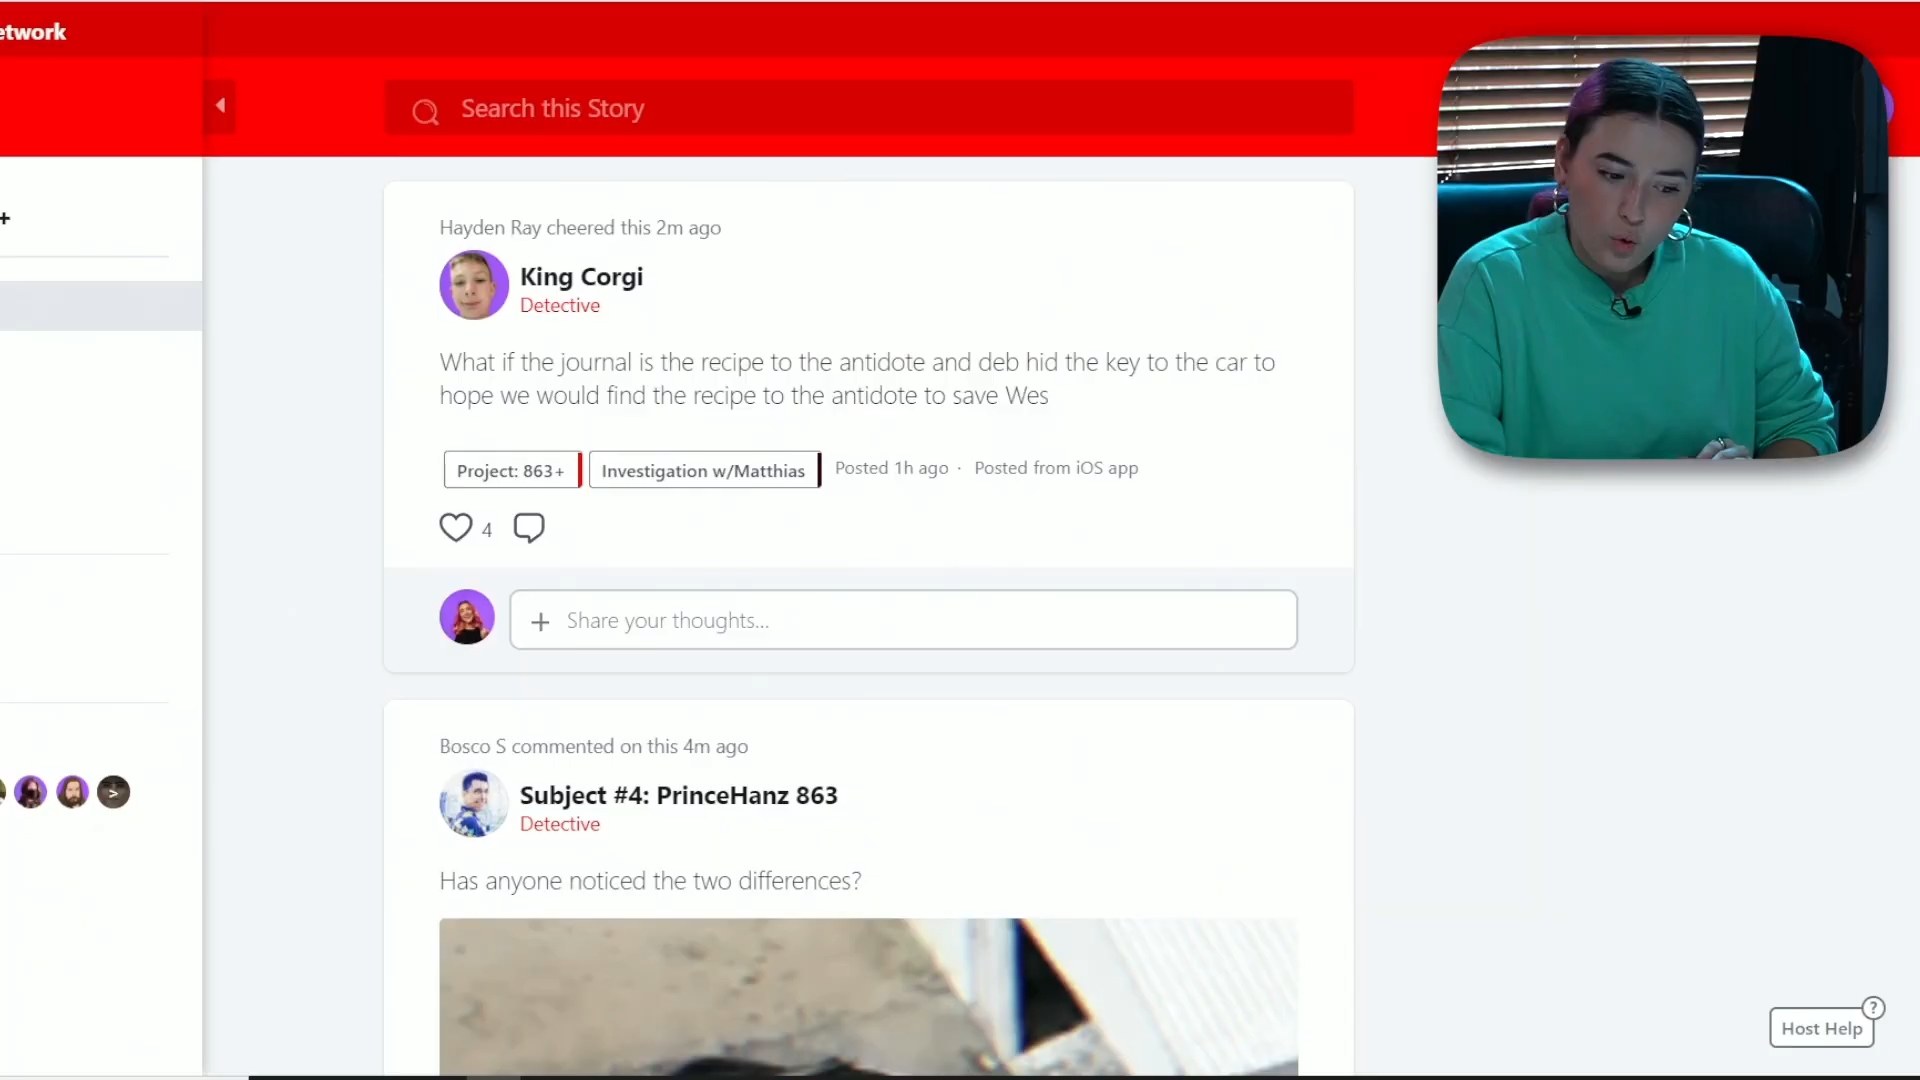 etwork
Search this Story
+
Hayden Ray cheered this 2m ago
King Corgi
Detective
What if the journal is the recipe to the antidote and deb hid the key to the car to
hope we would find the recipe to the antidote to save Wes
Project: 863+
Investigation w/Matthias
Posted 1h ago · Posted from iOS app
4
+ Share your thoughts...
Bosco S commented on this 4m ago
Subject #4: PrinceHanz 863
Detective
Has anyone noticed the two differences?
>
?
Host Help